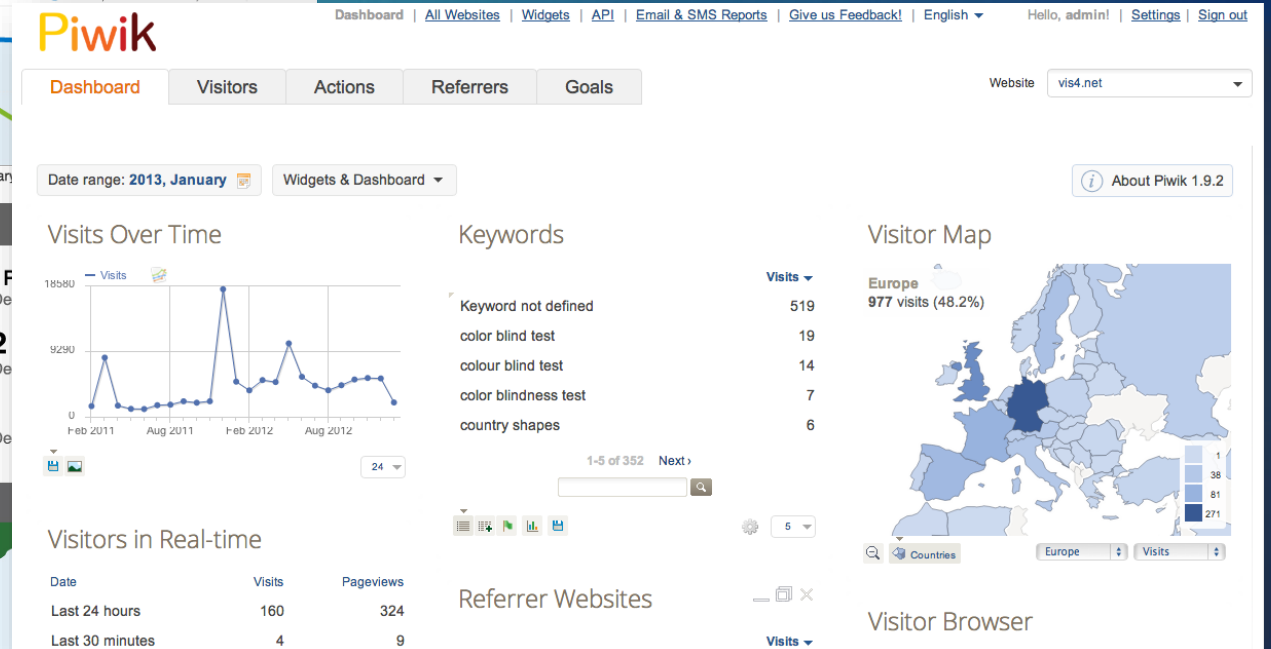 Piwik
Dashboard | All Websites | Widgets | API | Email & SMS Reports | Give us Feedback! | English
Hello, admin! | Settings | Sign out
Dashboard
Visitors
Actions
Referrers
Goals
Website
vis4.net
Date range: 2013, January
Widgets & Dashboard
About Piwik 1.9.2
Visits Over Time
Visits
18580
9290
0
Feb 2011
Aug 2011
Feb 2012
Aug 2012
24
Visitors in Real-time
Date Visits Pageviews
Last 24 hours 160 324
Last 30 minutes 4 9
Keywords
Visits
Keyword not defined 519
color blind test 19
colour blind test 14
color blindness test 7
country shapes 6
1-5 of 352 Next ›
5
Referrer Websites
Visits
Visitor Map
Europe
977 visits (48.2%)
1
38
81
271
Countries
Europe
Visits
Visitor Browser